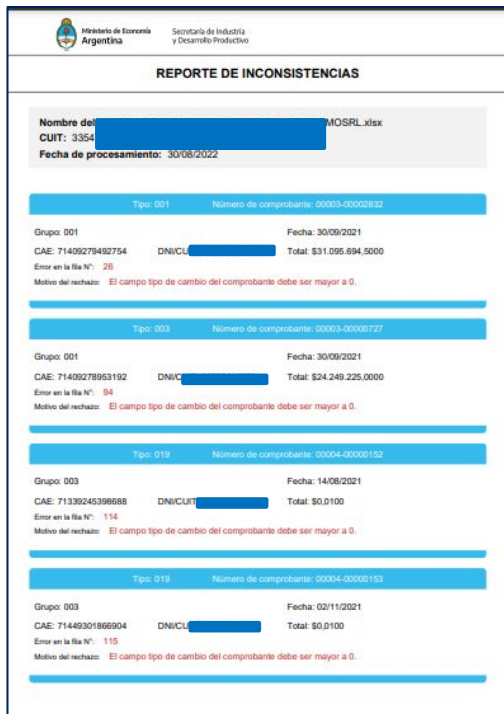 Ministerio de Economía
Argentina
Secretaría de Industria
y Desarrollo Productivo
REPORTE DE INCONSISTENCIAS
Nombre del MOSRL.xlsx
CUIT: 3354
Fecha de procesamiento: 30/08/2022
Tipo: 001 Número de comprobante: 00003-00002832
Grupo: 001 Fecha: 30/09/2021
CAE: 71409279492754 DNI/CU Total: $31.095.694,5000
Error en la fila N°: 26
Motivo del rechazo: El campo tipo de cambio del comprobante debe ser mayor a 0.
Tipo: 003 Número de comprobante: 00003-00000727
Grupo: 001 Fecha: 30/09/2021
CAE: 71409278953192 DNI/C Total: $24.249.225,0000
Error en la fila N°: 94
Motivo del rechazo: El campo tipo de cambio del comprobante debe ser mayor a 0.
Tipo: 019 Número de comprobante: 00004-00000152
Grupo: 003 Fecha: 14/08/2021
CAE: 71339245398688 DNI/CUIT Total: $0,0100
Error en la fila N°: 114
Motivo del rechazo: El campo tipo de cambio del comprobante debe ser mayor a 0.
Tipo: 019 Número de comprobante: 00004-00000153
Grupo: 003 Fecha: 02/11/2021
CAE: 71449301866904 DNI/CU Total: $0,0100
Error en la fila N°: 115
Motivo del rechazo: El campo tipo de cambio del comprobante debe ser mayor a 0.